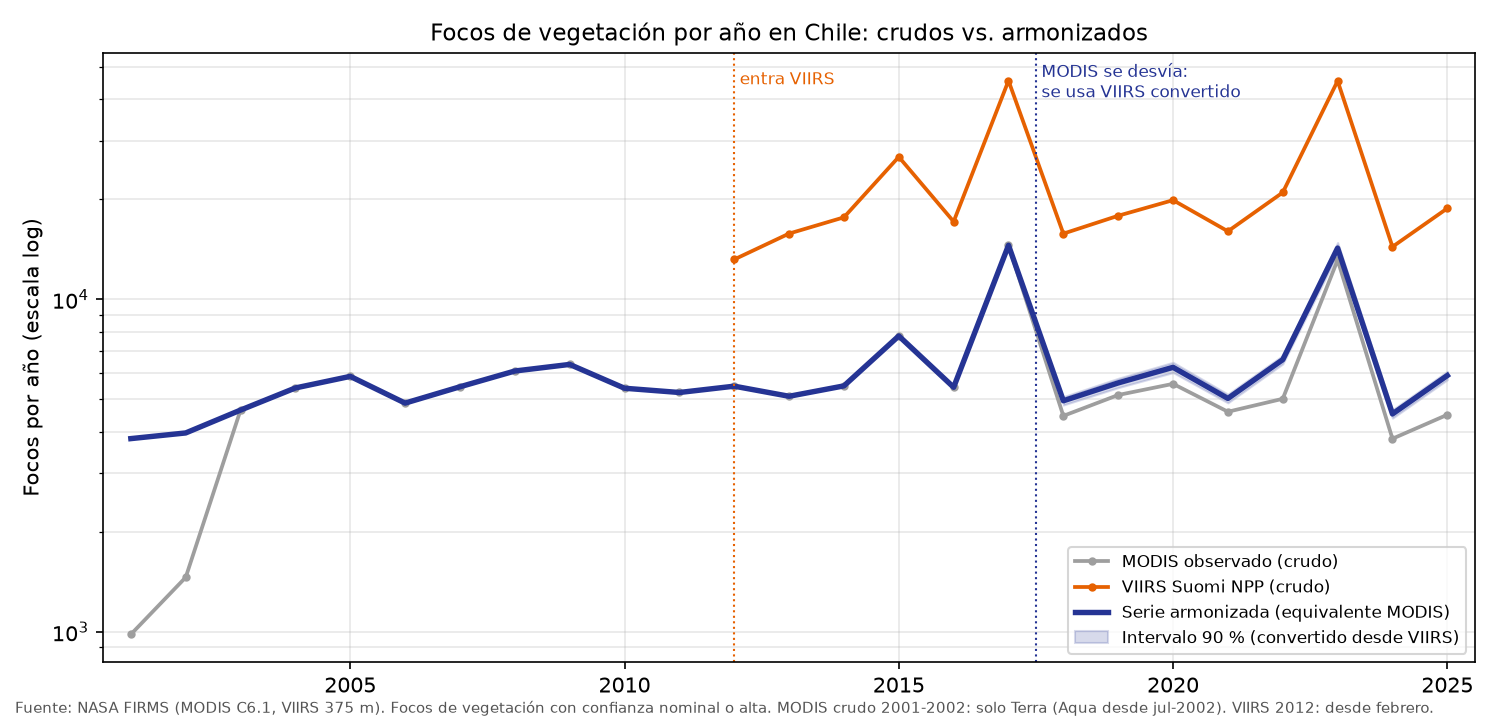 Focos de vegetación por año en Chile: crudos vs. armonizados
Focos por año (escala log)
10⁴
10³
entra VIIRS
MODIS se desvía:
se usa VIIRS convertido
MODIS observado (crudo)
VIIRS Suomi NPP (crudo)
Serie armonizada (equivalente MODIS)
Intervalo 90 % (convertido desde VIIRS)
2005
2010
2015
2020
2025
Fuente: NASA FIRMS (MODIS C6.1, VIIRS 375 m). Focos de vegetación con confianza nominal o alta. MODIS crudo 2001-2002: solo Terra (Aqua desde jul-2002). VIIRS 2012: desde febrero.